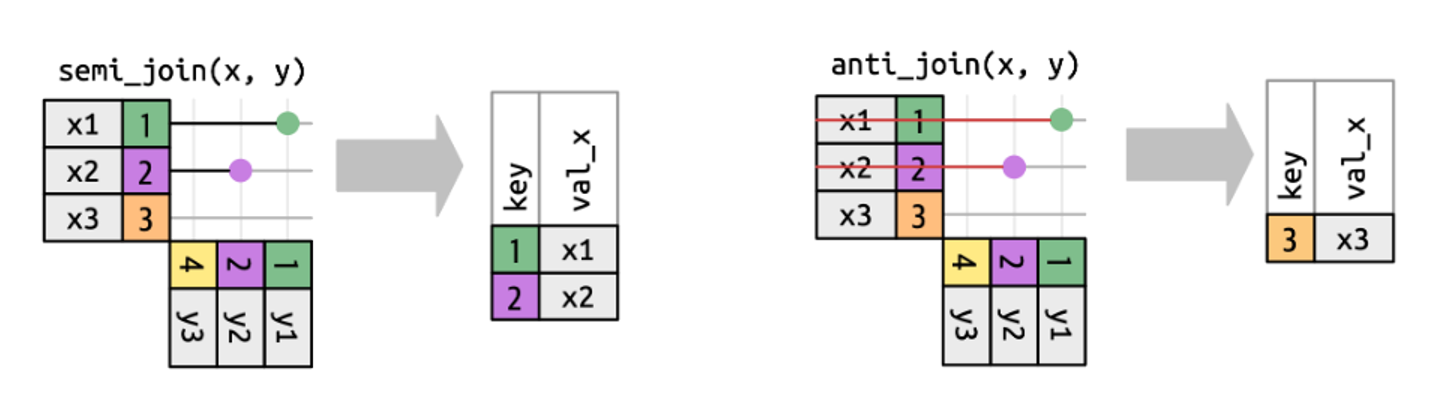 semi_join(x, y)
x1 1
x2 2
x3 3
4 2 1
y3 y2 y1
key val_x
1 x1
2 x2
anti_join(x, y)
x1 1
x2 2
x3 3
4 2 1
y3 y2 y1
key val_x
3 x3